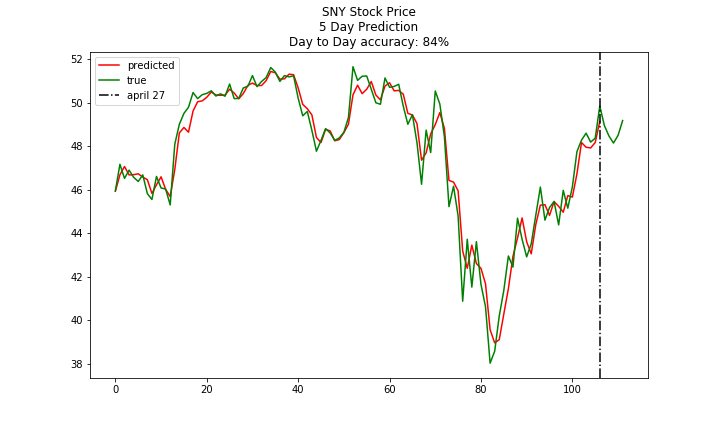 SNY Stock Price
5 Day Prediction
Day to Day accuracy: 84%
predicted
true
april 27
52
50
48
46
44
42
40
38
0 20 40 60 80 100